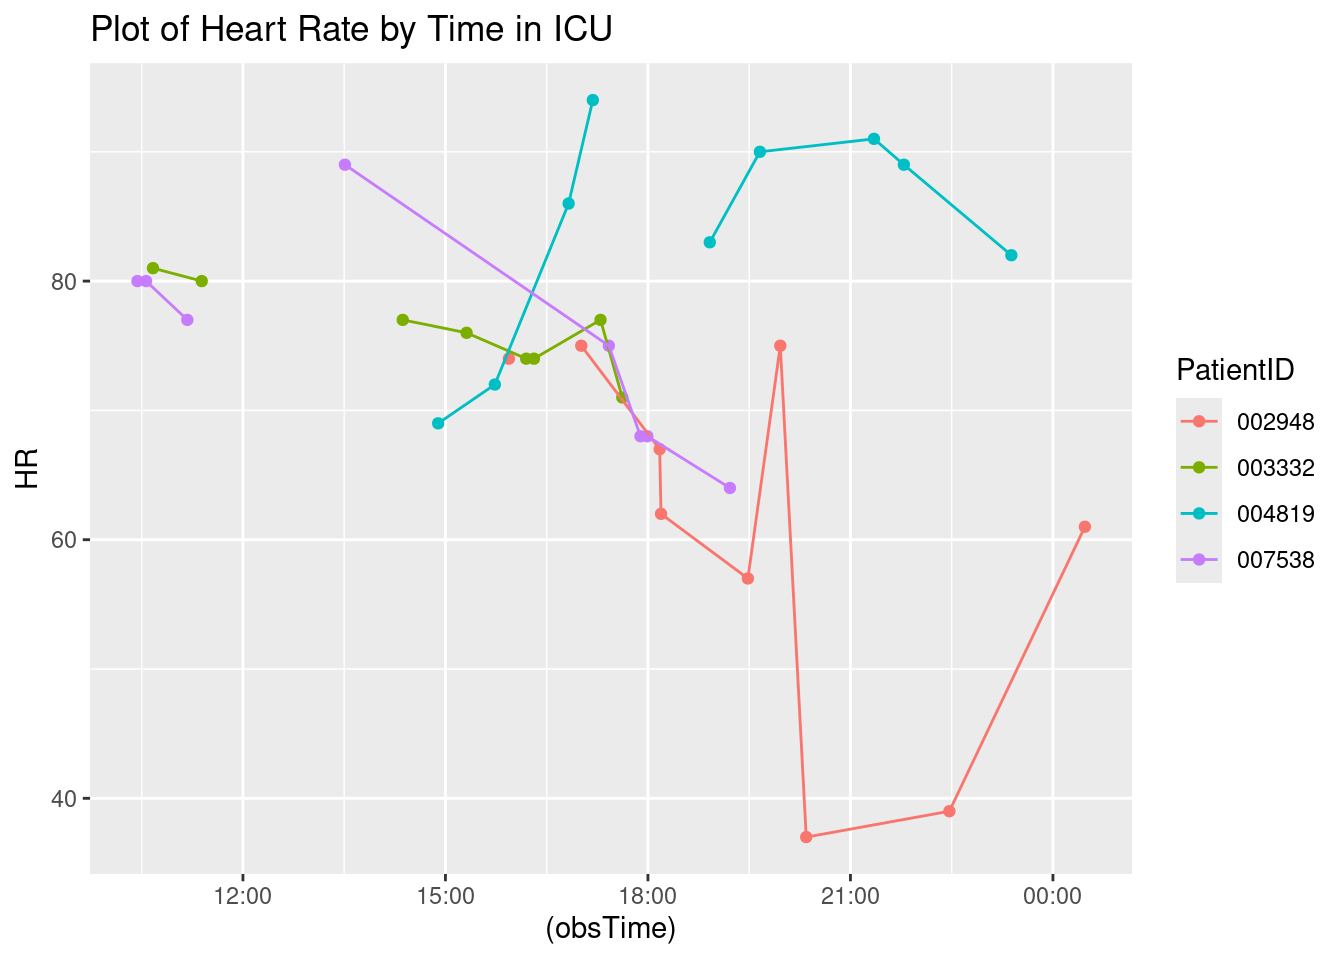 Plot of Heart Rate by Time in ICU
HR
80
60
40
12:00 15:00 18:00 21:00 00:00
(obsTime)
PatientID
002948
003332
004819
007538